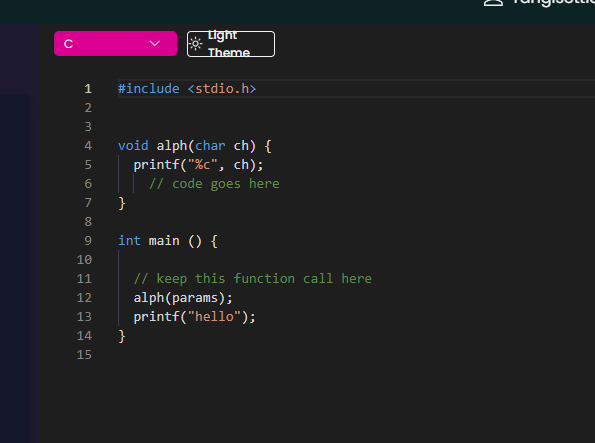 C
Light
Theme
1 #include <stdio.h>
2
3
4 void alph(char ch) {
5 printf("%c", ch);
6 // code goes here
7 }
8
9 int main () {
10
11 // keep this function call here
12 alph(params);
13 printf("hello");
14 }
15